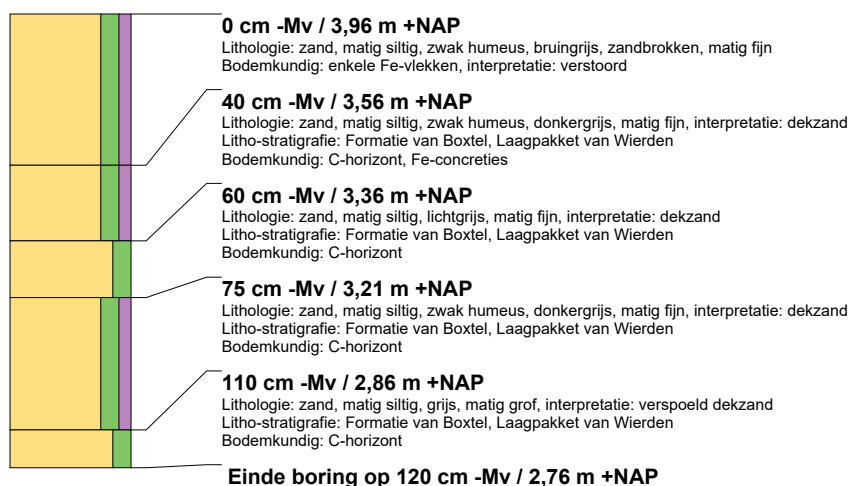 0 cm -Mv / 3,96 m +NAP
Lithologie: zand, matig siltig, zwak humeus, bruingrijs, zandbrokken, matig fijn
Bodemkundig: enkele Fe-vlekken, interpretatie: verstoord
40 cm -Mv / 3,56 m +NAP
Lithologie: zand, matig siltig, zwak humeus, donkergrijs, matig fijn, interpretatie: dekzand
Litho-stratigrafie: Formatie van Boxtel, Laagpakket van Wierden
Bodemkundig: C-horizont, Fe-concreties
60 cm -Mv / 3,36 m +NAP
Lithologie: zand, matig siltig, lichtgrijs, matig fijn, interpretatie: dekzand
Litho-stratigrafie: Formatie van Boxtel, Laagpakket van Wierden
Bodemkundig: C-horizont
75 cm -Mv / 3,21 m +NAP
Lithologie: zand, matig siltig, zwak humeus, donkergrijs, matig fijn, interpretatie: dekzand
Litho-stratigrafie: Formatie van Boxtel, Laagpakket van Wierden
Bodemkundig: C-horizont
110 cm -Mv / 2,86 m +NAP
Lithologie: zand, matig siltig, grijs, matig grof, interpretatie: verspoeld dekzand
Litho-stratigrafie: Formatie van Boxtel, Laagpakket van Wierden
Bodemkundig: C-horizont
Einde boring op 120 cm -Mv / 2,76 m +NAP